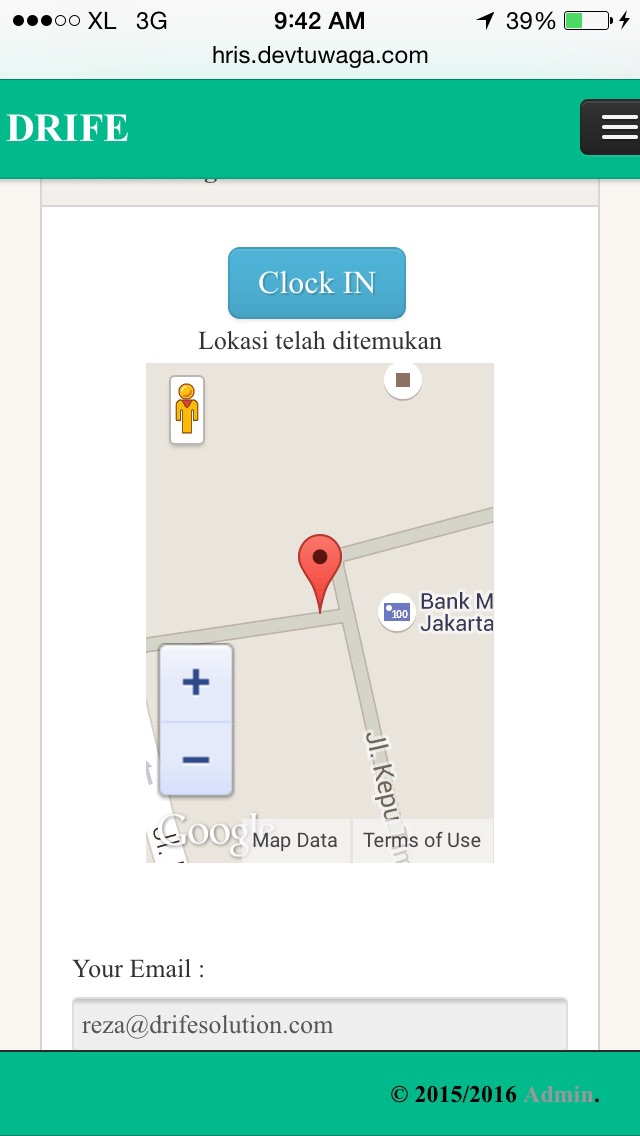 XL 3G 9:42 AM 39%
hris.devtuwaga.com
DRIFE
Clock IN
Lokasi telah ditemukan
100
Bank M
Jakarta
Jl. Kepu
Jl.
Google
Map Data
Terms of Use
Your Email :
reza@drifesolution.com
© 2015/2016 Admin.